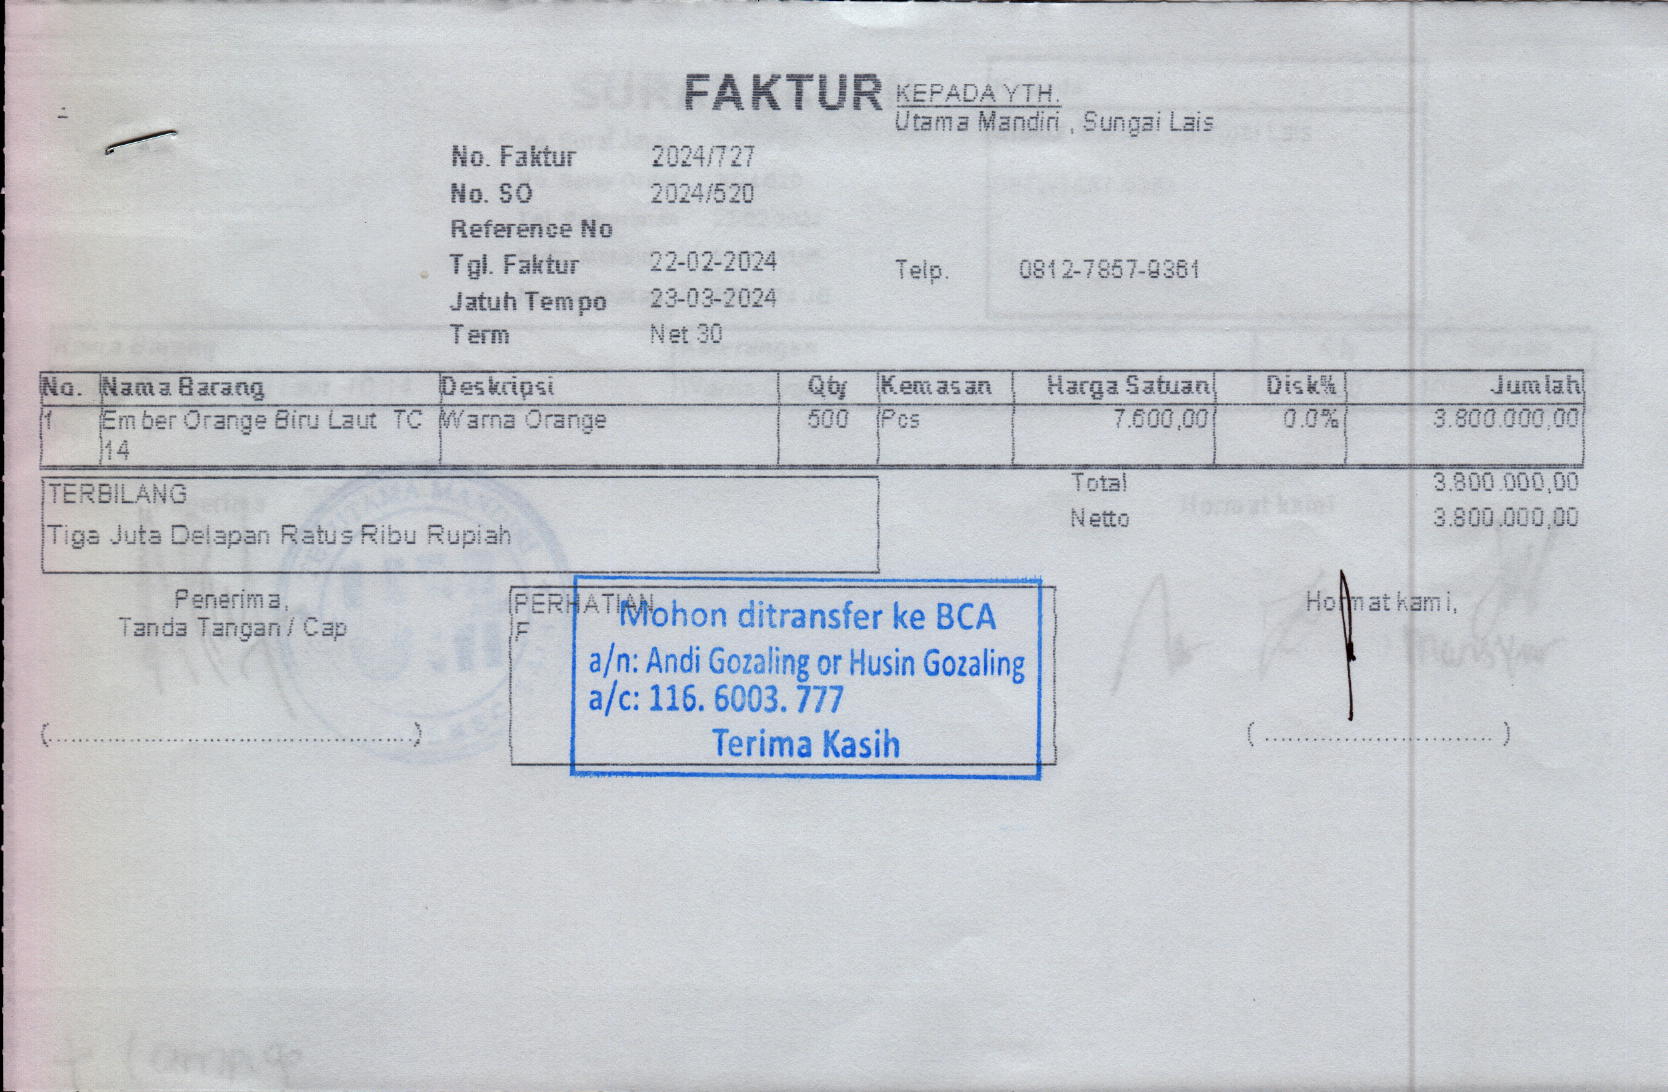 FAKTUR
KEPADA YTH.
Utama Mandiri , Sungai Lais
No. Faktur 2024/727
No. SO 2024/520
Reference No
Tgl. Faktur 22-02-2024
Telp. 0812-7857-9361
Jatuh Tempo 23-03-2024
Term Net 30
No. Nama Barang Deskripsi Qty Kemasan Harga Satuan Disk% Jumlah
1 Ember Orange Biru Laut TC Warna Orange 500 Pcs 7.600,00 0.0% 3.800.000,00
14
Total 3.800.000,00
Netto 3.800.000,00
TERBILANG
Tiga Juta Delapan Ratus Ribu Rupiah
Penerima,
Tanda Tangan / Cap
(............................................)
PERHATIAN
F
Mohon ditransfer ke BCA
a/n: Andi Gozaling or Husin Gozaling
a/c: 116. 6003. 777
Terima Kasih
Hormat kami,
( ............................ )